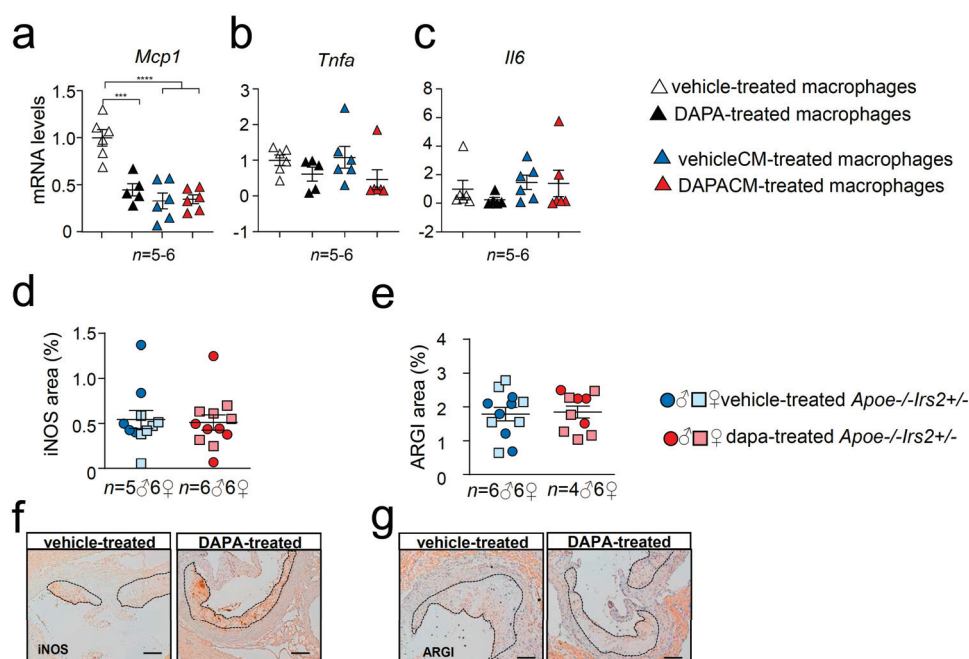 a
b
c
Mcp1
Tnfa
Il6
mRNA levels
1.5
1.0
0.5
0
***
****
n=5-6
3
2
1
0
-1
n=5-6
8
6
4
2
0
-2
n=5-6
vehicle-treated macrophages
DAPA-treated macrophages
vehicleCM-treated macrophages
DAPACM-treated macrophages
d
e
iNOS area (%)
1.5
1.0
0.5
0
n=5♂6♀
n=6♂6♀
ARGI area (%)
4
3
2
1
0
n=6♂6♀
n=4♂6♀
♂♀vehicle-treated Apoe-/-Irs2+/-
♂♀dapa-treated Apoe-/-Irs2+/-
f
g
vehicle-treated
DAPA-treated
iNOS
vehicle-treated
DAPA-treated
ARGI